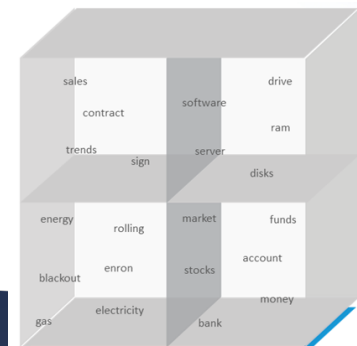 sales
drive
software
contract
ram
trends
server
sign
disks
energy
market
funds
rolling
account
enron
stocks
blackout
money
electricity
gas
bank